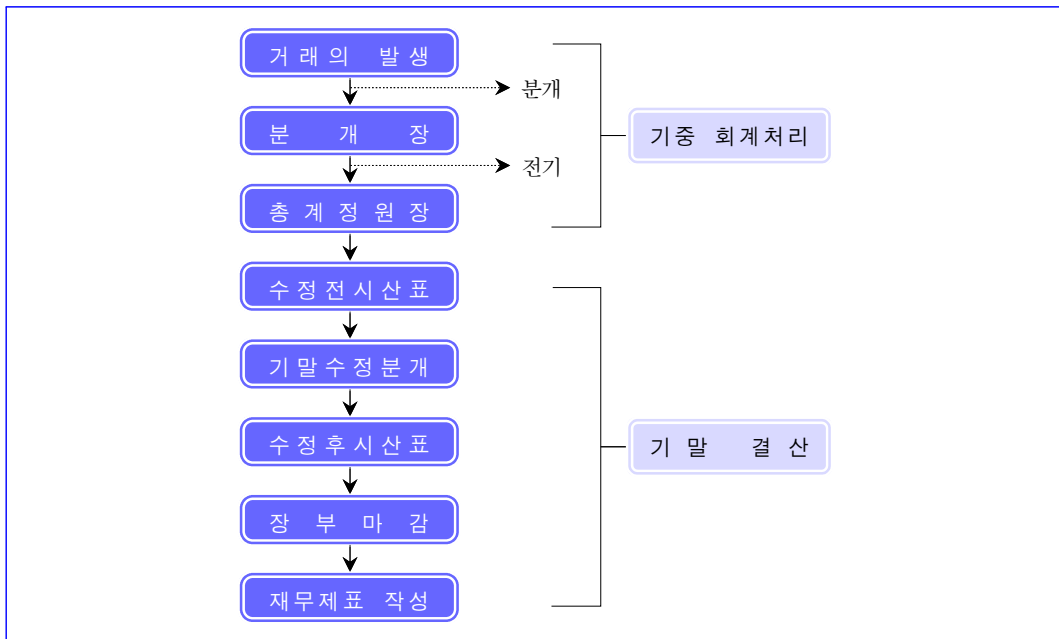 거래의 발생
분개
분개장
기중 회계처리
전기
총계정원장
수정전시산표
기말수정분개
수정후시산표
기말 결산
장부마감
재무제표 작성